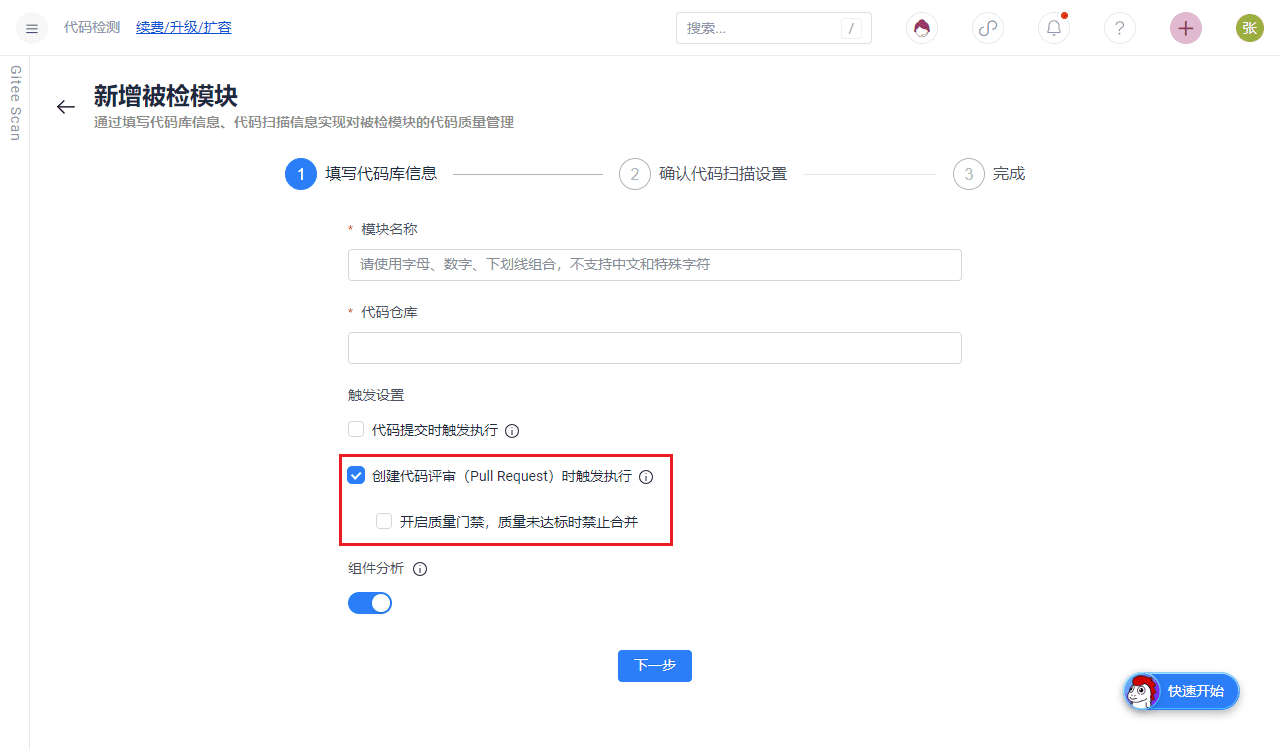 代码检测 续费/升级/扩容 搜索... / ? + 张
Gitee Scan
新增被检模块
通过填写代码库信息、代码扫描信息实现对被检模块的代码质量管理
1 填写代码库信息 2 确认代码扫描设置 3 完成
* 模块名称
请使用字母、数字、下划线组合，不支持中文和特殊字符
* 代码仓库
触发设置
代码提交时触发执行
创建代码评审（Pull Request）时触发执行
开启质量门禁，质量未达标时禁止合并
组件分析
下一步
快速开始